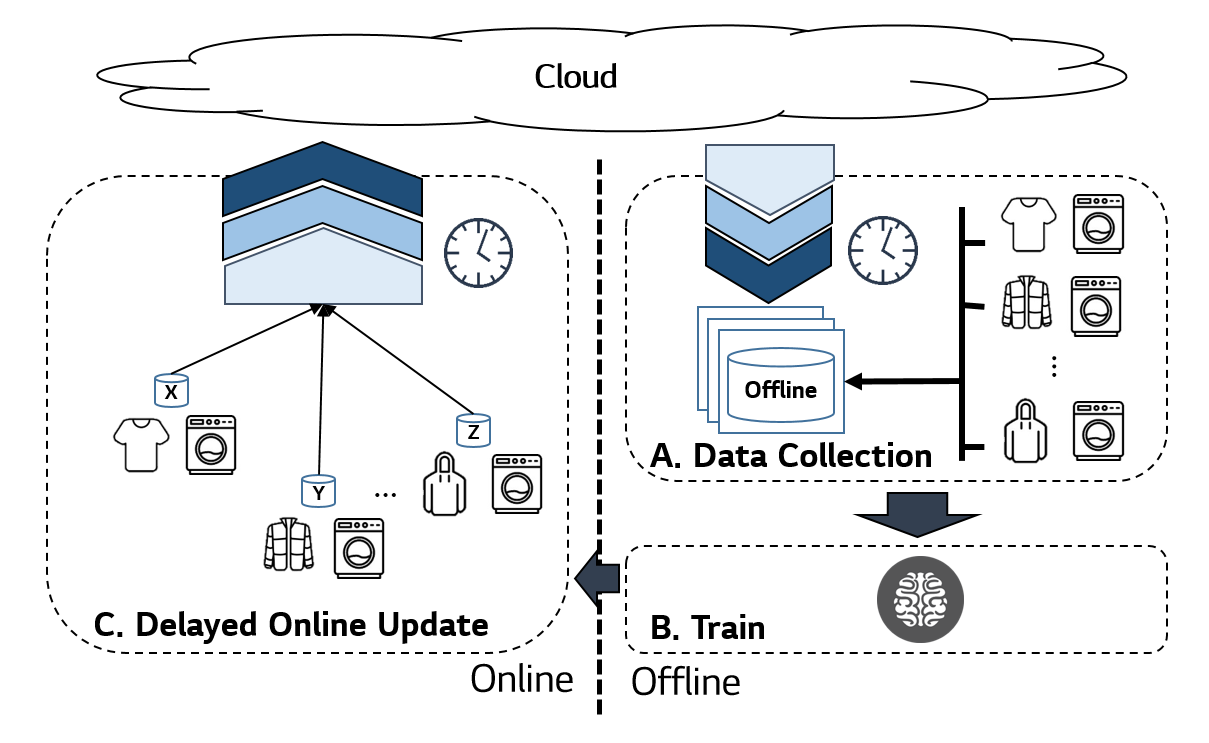 Cloud
X
Y
...
Z
C. Delayed Online Update
Online
Offline
A. Data Collection
B. Train
Offline